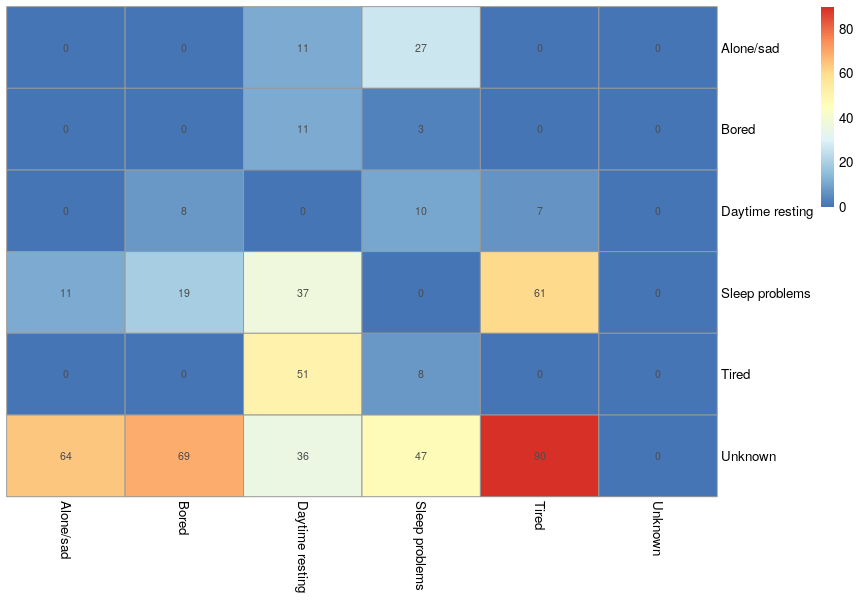 0 0 11 27 0 0 Alone/sad
0 0 11 3 0 0 Bored
0 8 0 10 7 0 Daytime resting
11 19 37 0 61 0 Sleep problems
0 0 51 8 0 0 Tired
64 69 36 47 90 0 Unknown
Alone/sad
Bored
Daytime resting
Sleep problems
Tired
Unknown
80
60
40
20
0